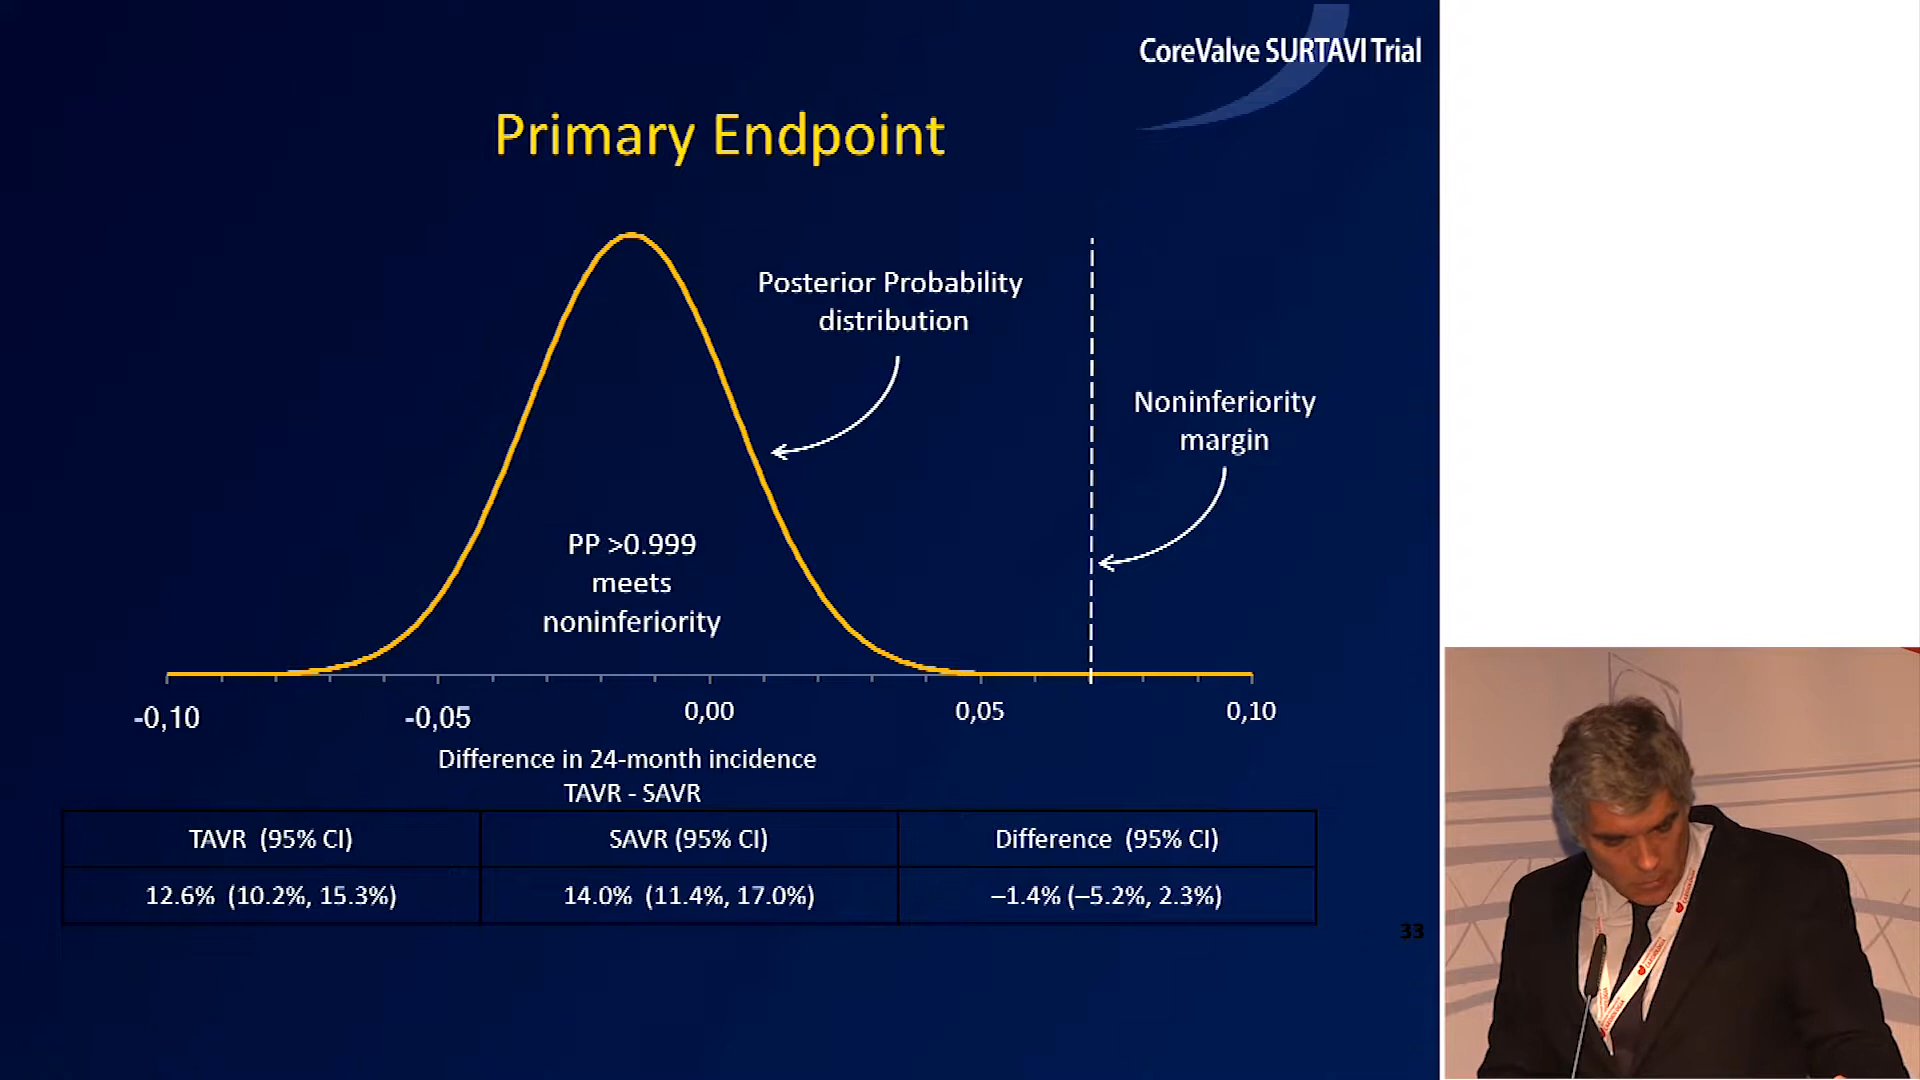 CoreValve SURTAVI Trial
Primary Endpoint
Posterior Probability
distribution
Noninferiority
margin
PP >0.999
meets
noninferiority
-0,10
-0,05
0,00
0,05
0,10
Difference in 24-month incidence
TAVR - SAVR
TAVR (95% CI)
SAVR (95% CI)
Difference (95% CI)
12.6% (10.2%, 15.3%)
14.0% (11.4%, 17.0%)
–1.4% (–5.2%, 2.3%)
33